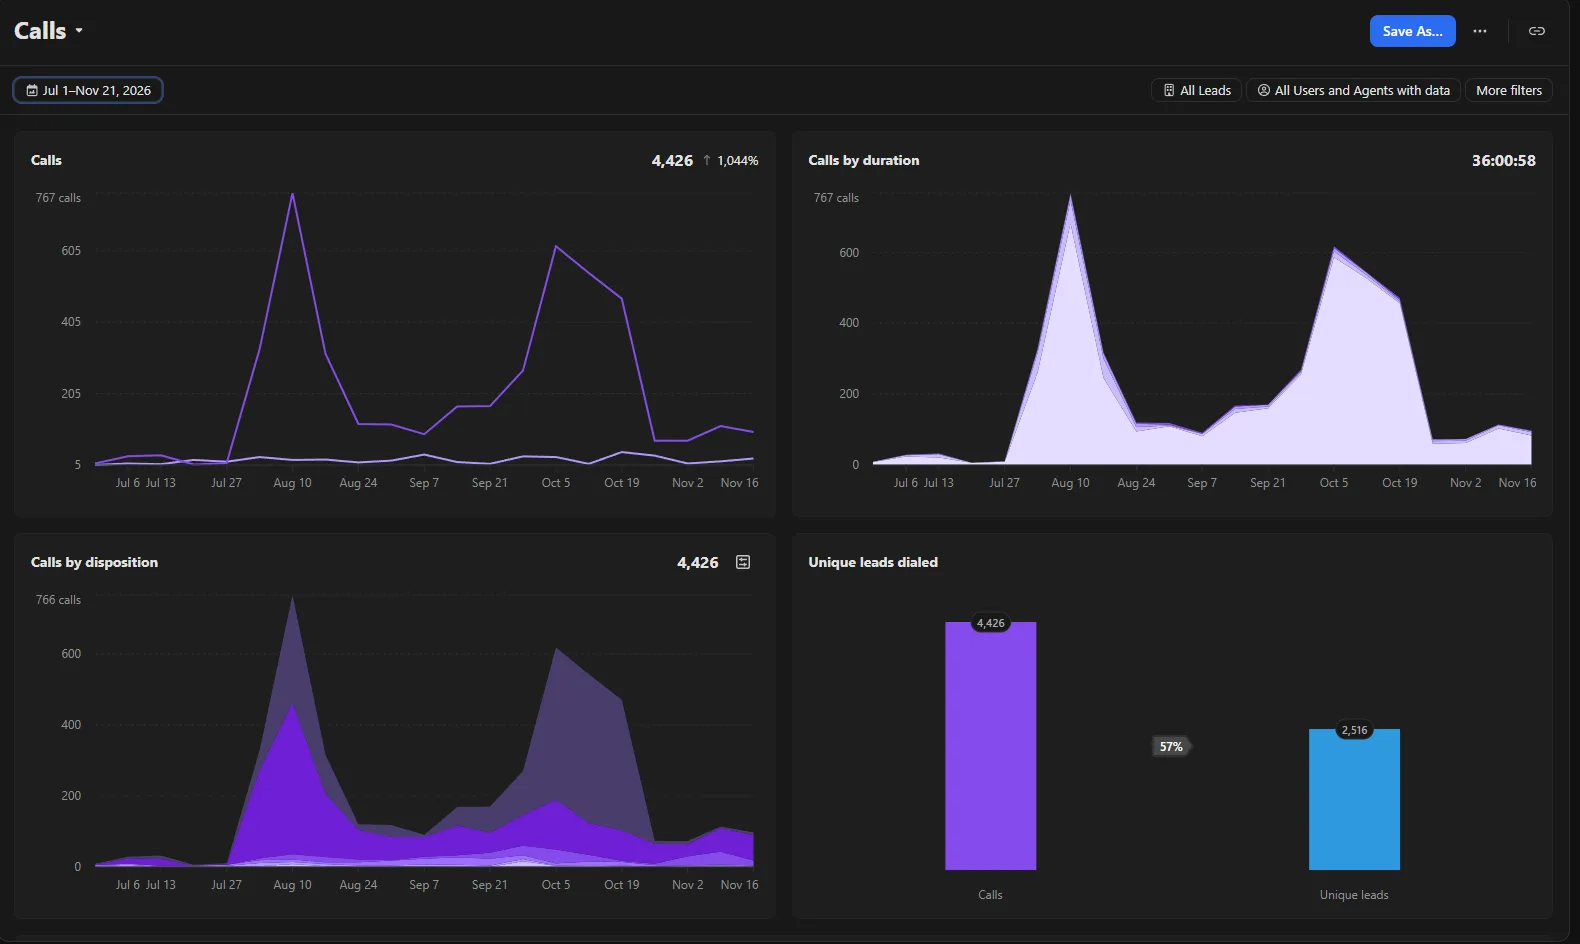 Calls
Save As...
Jul 1–Nov 21, 2026
All Leads
All Users and Agents with data
More filters
Calls
4,426 ↑ 1,044%
767 calls
605
405
205
5
Jul 6 Jul 13 Jul 27 Aug 10 Aug 24 Sep 7 Sep 21 Oct 5 Oct 19 Nov 2 Nov 16
Calls by duration
36:00:58
767 calls
600
400
200
0
Jul 6 Jul 13 Jul 27 Aug 10 Aug 24 Sep 7 Sep 21 Oct 5 Oct 19 Nov 2 Nov 16
Calls by disposition
4,426
766 calls
600
400
200
0
Jul 6 Jul 13 Jul 27 Aug 10 Aug 24 Sep 7 Sep 21 Oct 5 Oct 19 Nov 2 Nov 16
Unique leads dialed
4,426
57%
2,516
Calls
Unique leads